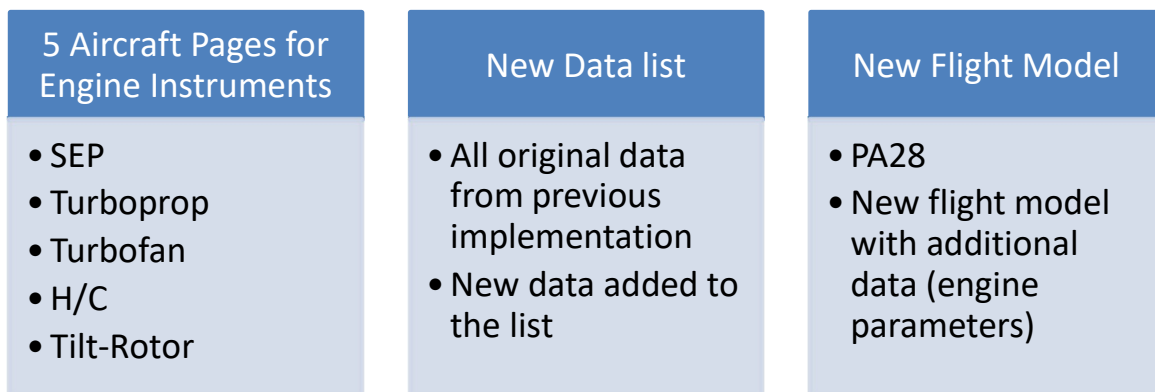 5 Aircraft Pages for
Engine Instruments
• SEP
• Turboprop
• Turbofan
• H/C
• Tilt-Rotor
New Data list
• All original data
from previous
implementation
• New data added to
the list
New Flight Model
• PA28
• New flight model
with additional
data (engine
parameters)